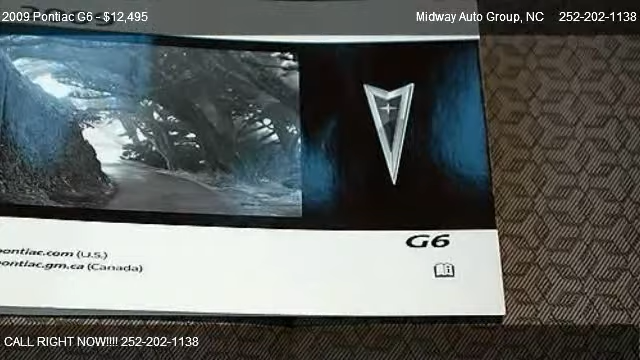 2009 Pontiac G6 - $12,495
Midway Auto Group, NC 252-202-1138
G6
pontiac.com (U.S.)
pontiac.gm.ca (Canada)
CALL RIGHT NOW!!!! 252-202-1138